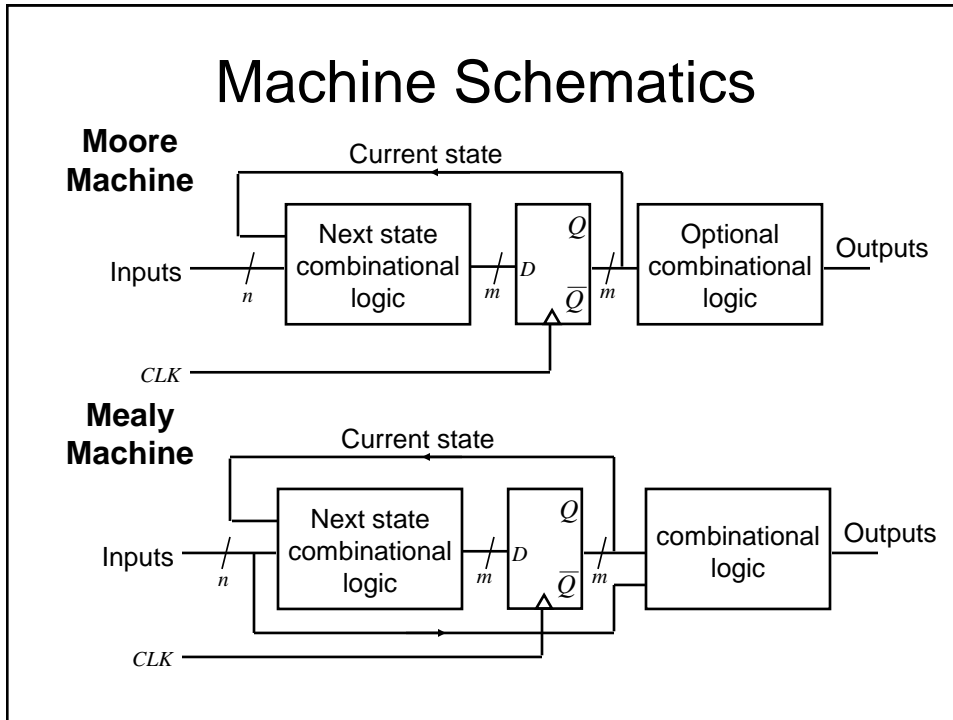 Machine Schematics
Moore
Machine
Current state
Next state
combinational
logic
Inputs
n
m
D
Q
Q̅
m
Optional
combinational
logic
Outputs
CLK
Mealy
Machine
Current state
Next state
combinational
logic
Inputs
n
m
D
Q
Q̅
m
combinational
logic
Outputs
CLK